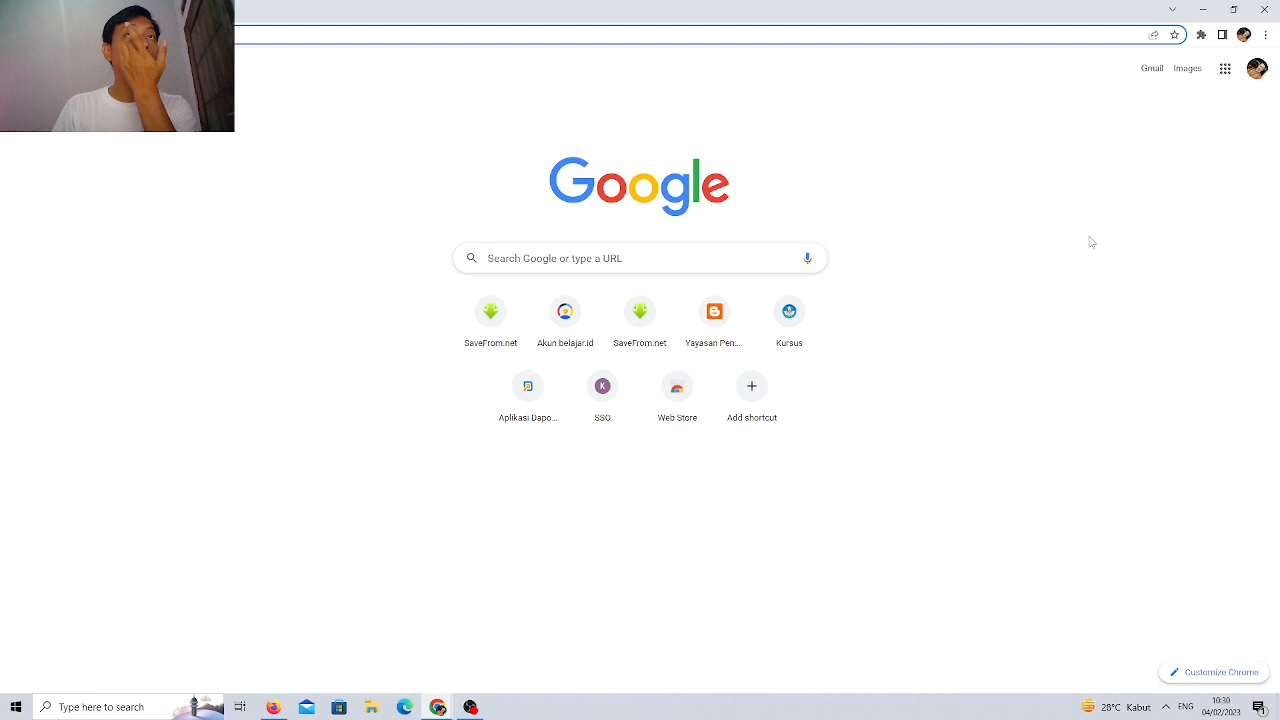 Gmail Images
Google
Search Google or type a URL
SaveFrom.net Akun belajar.id SaveFrom.net Yayasan Pen... Kursus
K
Aplikasi Dapo... SSO Web Store Add shortcut
Customize Chrome
Type here to search 28°C Kabut ENG 10:30
04/02/2023 1